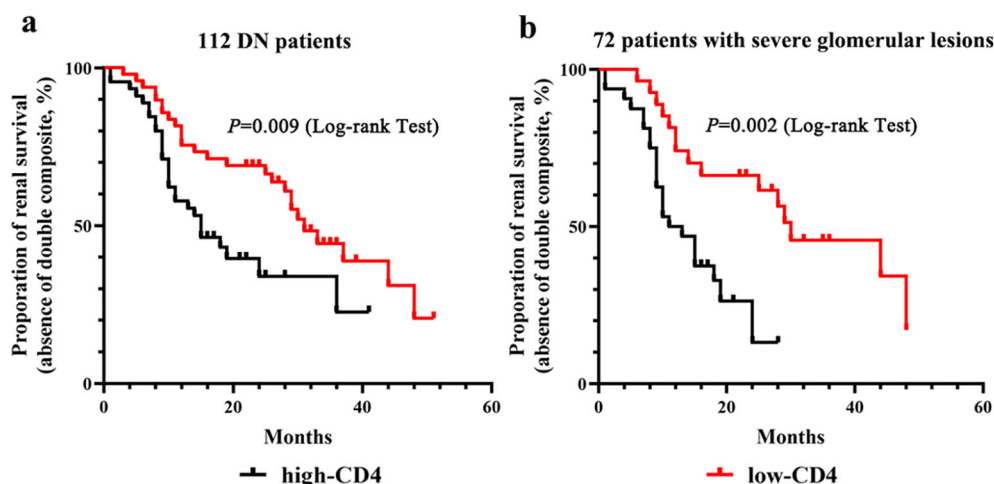 a
112 DN patients
Proporation of renal survival
(absence of double composite, %)
100
50
0
P=0.009 (Log-rank Test)
0 20 40 60
Months
b
72 patients with severe glomerular lesions
Proporation of renal survival
(absence of double composite, %)
100
50
0
P=0.002 (Log-rank Test)
0 20 40 60
Months
high-CD4
low-CD4